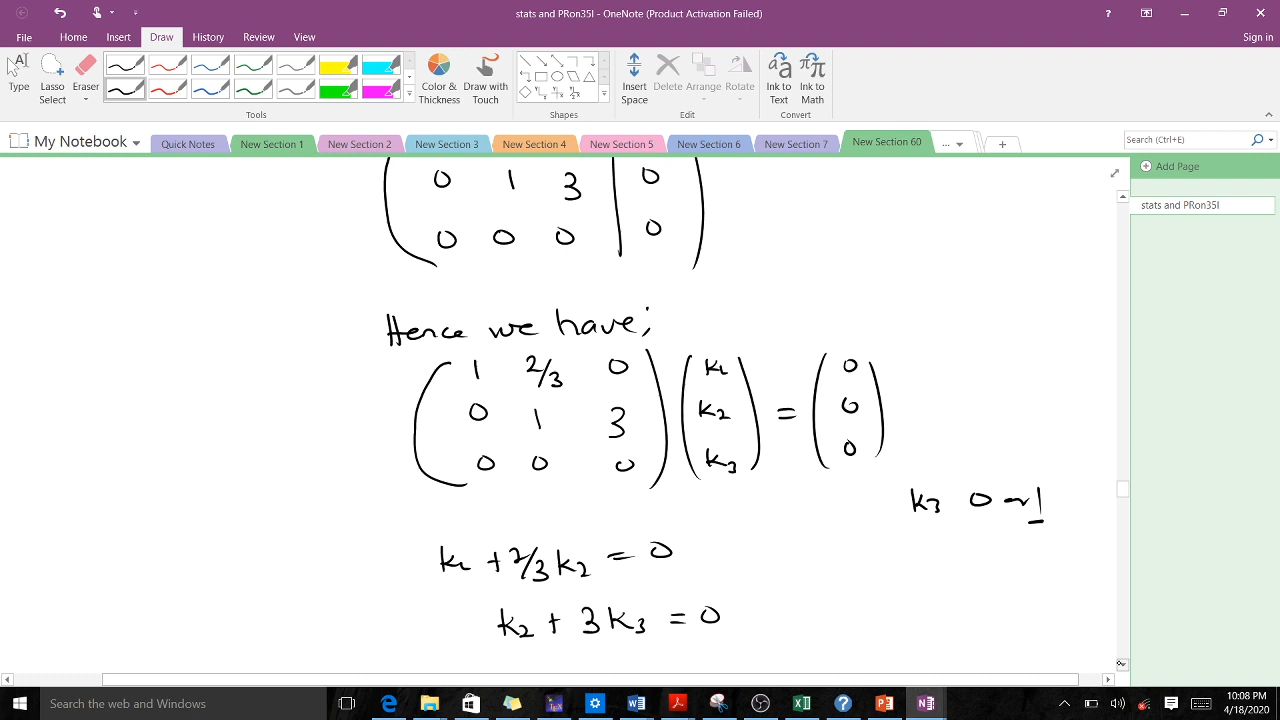 stats and PRon35l - OneNote (Product Activation Failed)
File Home Insert Draw History Review View Sign in
Type Lasso Select Eraser Color & Thickness Draw with Touch Insert Space Delete Arrange Rotate Ink to Text Ink to Math
Tools Shapes Edit Convert
My Notebook Quick Notes New Section 1 New Section 2 New Section 3 New Section 4 New Section 5 New Section 6 New Section 7 New Section 60 ... Search (Ctrl+E)
Add Page
stats and PRon35l
0 1 3 | 0
0 0 0 | 0
Hence we have;
1 2/3 0 k1 0
0 1 3 k2 = 0
0 0 0 k3 0
k3 0 ~ 1
k1 + 2/3 k2 = 0
k2 + 3k3 = 0
Search the web and Windows
10:08 PM
4/18/2020